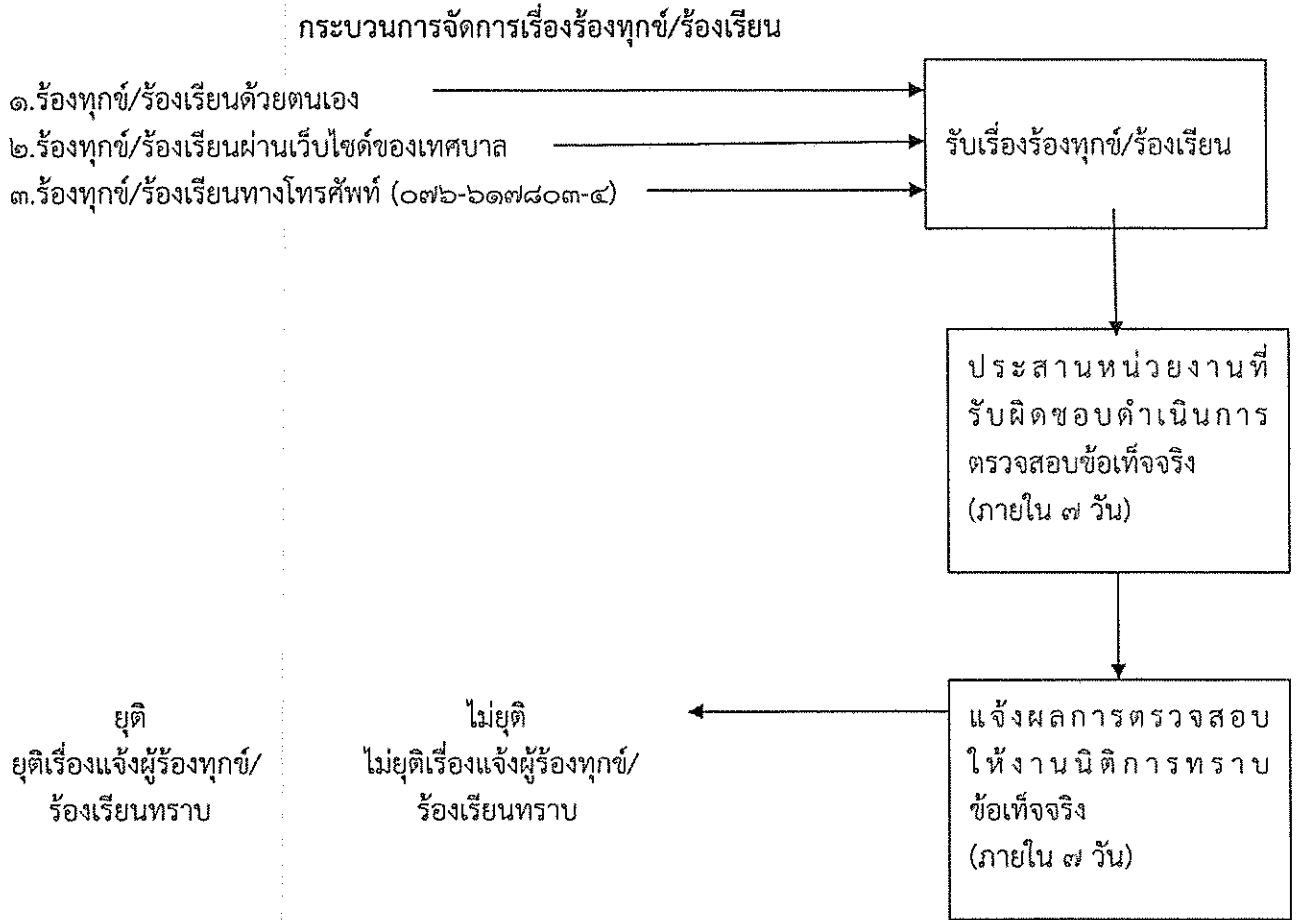 กระบวนการจัดการเรื่องร้องทุกข์/ร้องเรียน
๑.ร้องทุกข์/ร้องเรียนด้วยตนเอง
๒.ร้องทุกข์/ร้องเรียนผ่านเว็บไซด์ของเทศบาล
๓.ร้องทุกข์/ร้องเรียนทางโทรศัพท์ (๐๗๖-๖๑๗๘๐๓-๔)
รับเรื่องร้องทุกข์/ร้องเรียน
ประสานหน่วยงานที่
รับผิดชอบดำเนินการ
ตรวจสอบข้อเท็จจริง
(ภายใน ๗ วัน)
แจ้งผลการตรวจสอบ
ให้งานนิติการทราบ
ข้อเท็จจริง
(ภายใน ๗ วัน)
ไม่ยุติ
ไม่ยุติเรื่องแจ้งผู้ร้องทุกข์/
ร้องเรียนทราบ
ยุติ
ยุติเรื่องแจ้งผู้ร้องทุกข์/
ร้องเรียนทราบ